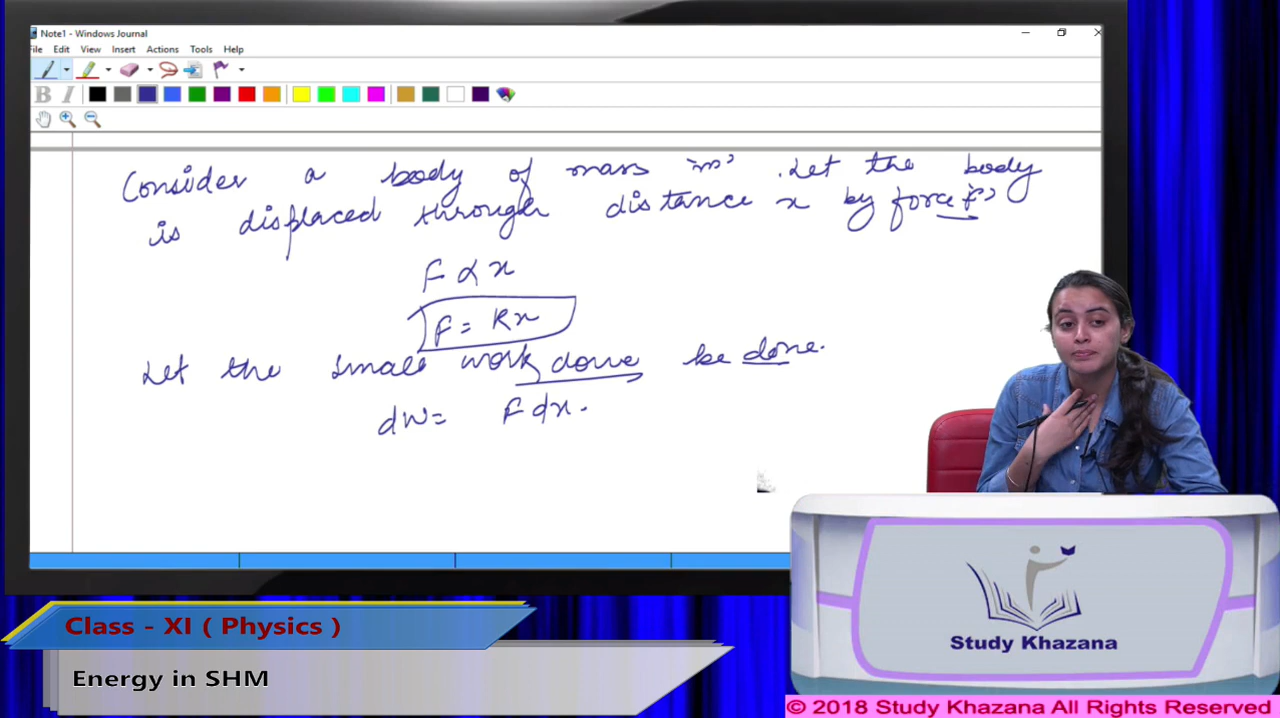 Note1 - Windows Journal
File Edit View Insert Actions Tools Help
B I
Consider a body of mass 'm' . Let the body
is displaced through distance x by force 'F'
F ∝ x
F = Kx
Let the small work done be done.
dW = F dx.
Study Khazana
Class - XI ( Physics )
Energy in SHM
© 2018 Study Khazana All Rights Reserved